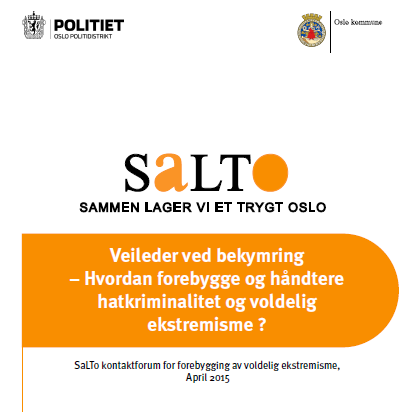 POLITIET
OSLO POLITIDISTRIKT
Oslo kommune
SaLTo
SAMMEN LAGER VI ET TRYGT OSLO
Veileder ved bekymring
– Hvordan forebygge og håndtere
hatkriminalitet og voldelig
ekstremisme ?
SaLTo kontaktforum for forebygging av voldelig ekstremisme,
April 2015